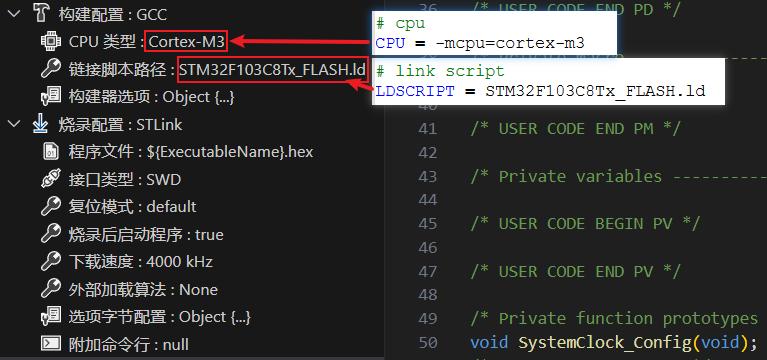 构建配置 : GCC
CPU 类型 : Cortex-M3
链接脚本路径 : STM32F103C8Tx_FLASH.ld
构建器选项 : Object {...}
烧录配置 : STLink
程序文件 : ${ExecutableName}.hex
接口类型 : SWD
复位模式 : default
烧录后启动程序 : true
下载速度 : 4000 kHz
外部加载算法 : None
选项字节配置 : Object {...}
附加命令行 : null
# cpu
CPU = -mcpu=cortex-m3
# link script
LDSCRIPT = STM32F103C8Tx_FLASH.ld
36 /* USER CODE END PD */
41 /* USER CODE END PM */
42
43 /* Private variables ----------
44
45 /* USER CODE BEGIN PV */
46
47 /* USER CODE END PV */
48
49 /* Private function prototypes
50 void SystemClock_Config(void);